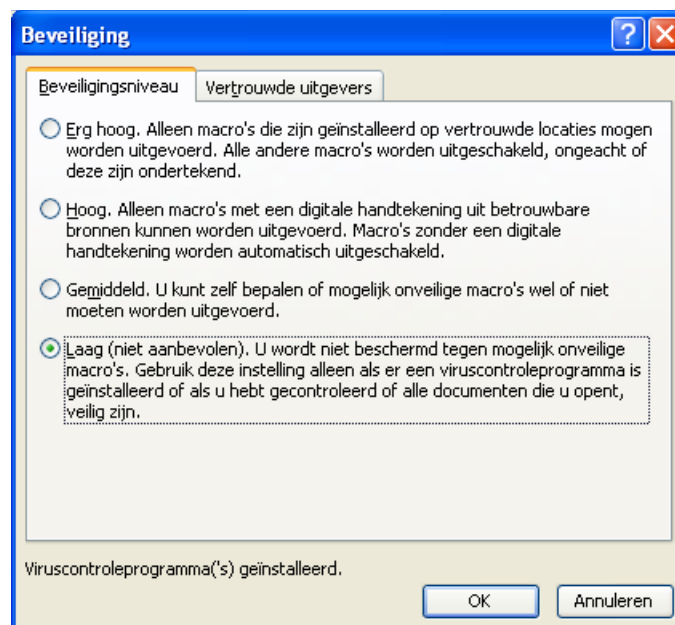 Beveiliging
Beveiligingsniveau
Vertrouwde uitgevers
Erg hoog. Alleen macro's die zijn geïnstalleerd op vertrouwde locaties mogen
worden uitgevoerd. Alle andere macro's worden uitgeschakeld, ongeacht of
deze zijn ondertekend.
Hoog. Alleen macro's met een digitale handtekening uit betrouwbare
bronnen kunnen worden uitgevoerd. Macro's zonder een digitale
handtekening worden automatisch uitgeschakeld.
Gemiddeld. U kunt zelf bepalen of mogelijk onveilige macro's wel of niet
moeten worden uitgevoerd.
Laag (niet aanbevolen). U wordt niet beschermd tegen mogelijk onveilige
macro's. Gebruik deze instelling alleen als er een viruscontroleprogramma is
geïnstalleerd of als u hebt gecontroleerd of alle documenten die u opent,
veilig zijn.
Viruscontroleprogramma('s) geïnstalleerd.
OK
Annuleren